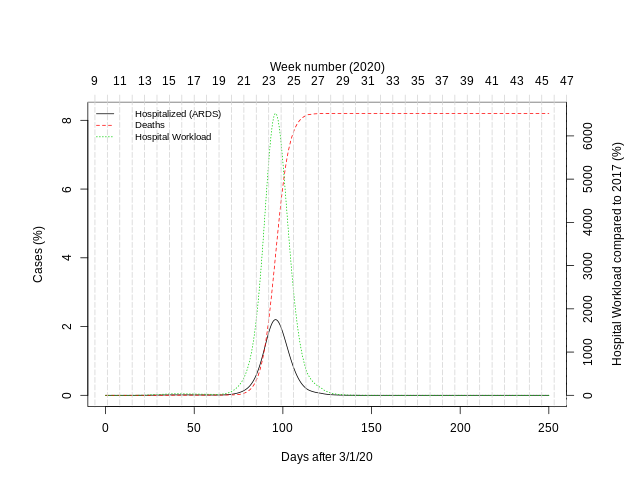 Week number (2020)
9 11 13 15 17 19 21 23 25 27 29 31 33 35 37 39 41 43 45 47
Hospitalized (ARDS)
Deaths
Hospital Workload
Cases (%)
0 2 4 6 8
0 1000 2000 3000 4000 5000 6000
Hospital Workload compared to 2017 (%)
0 50 100 150 200 250
Days after 3/1/20